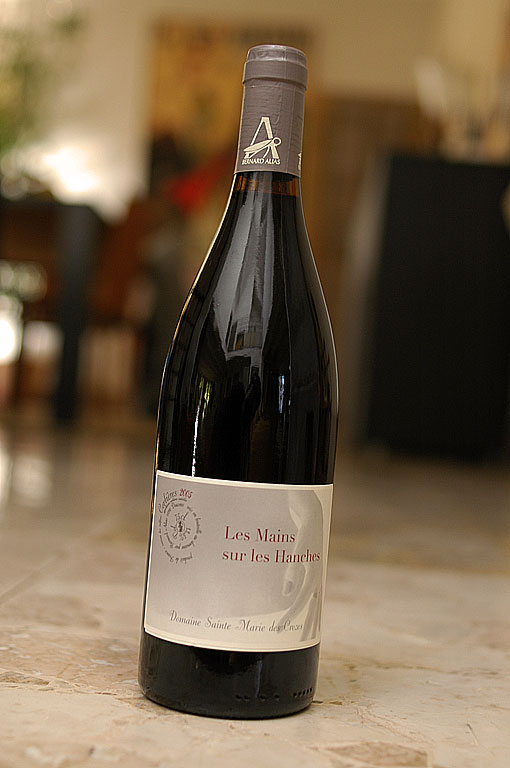 BERNARD ALIAS
Corbières 2005
Les Mains
sur les Hanches
Domaine Sainte Marie des Crozes